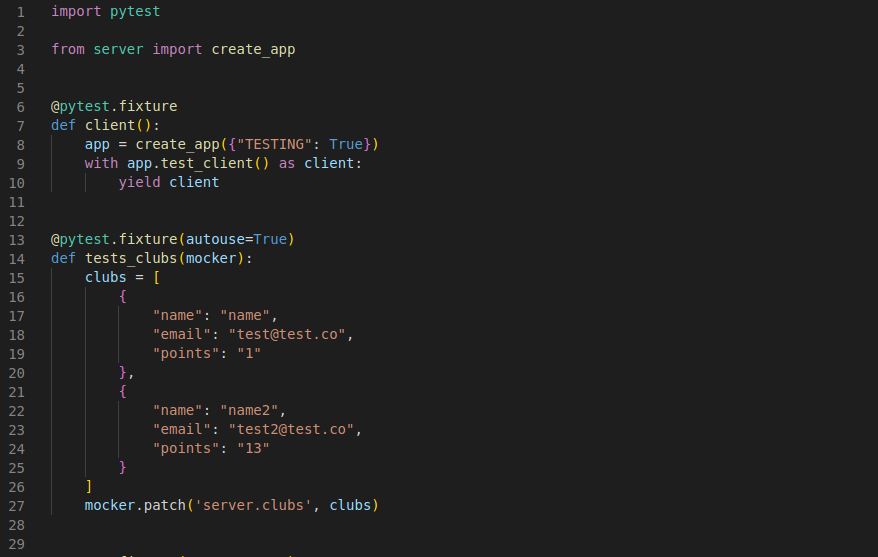 1 import pytest
2
3 from server import create_app
4
5
6 @pytest.fixture
7 def client():
8     app = create_app({"TESTING": True})
9     with app.test_client() as client:
10         yield client
11
12
13 @pytest.fixture(autouse=True)
14 def tests_clubs(mocker):
15     clubs = [
16         {
17             "name": "name",
18             "email": "test@test.co",
19             "points": "1"
20         },
21         {
22             "name": "name2",
23             "email": "test2@test.co",
24             "points": "13"
25         }
26     ]
27     mocker.patch('server.clubs', clubs)
28
29